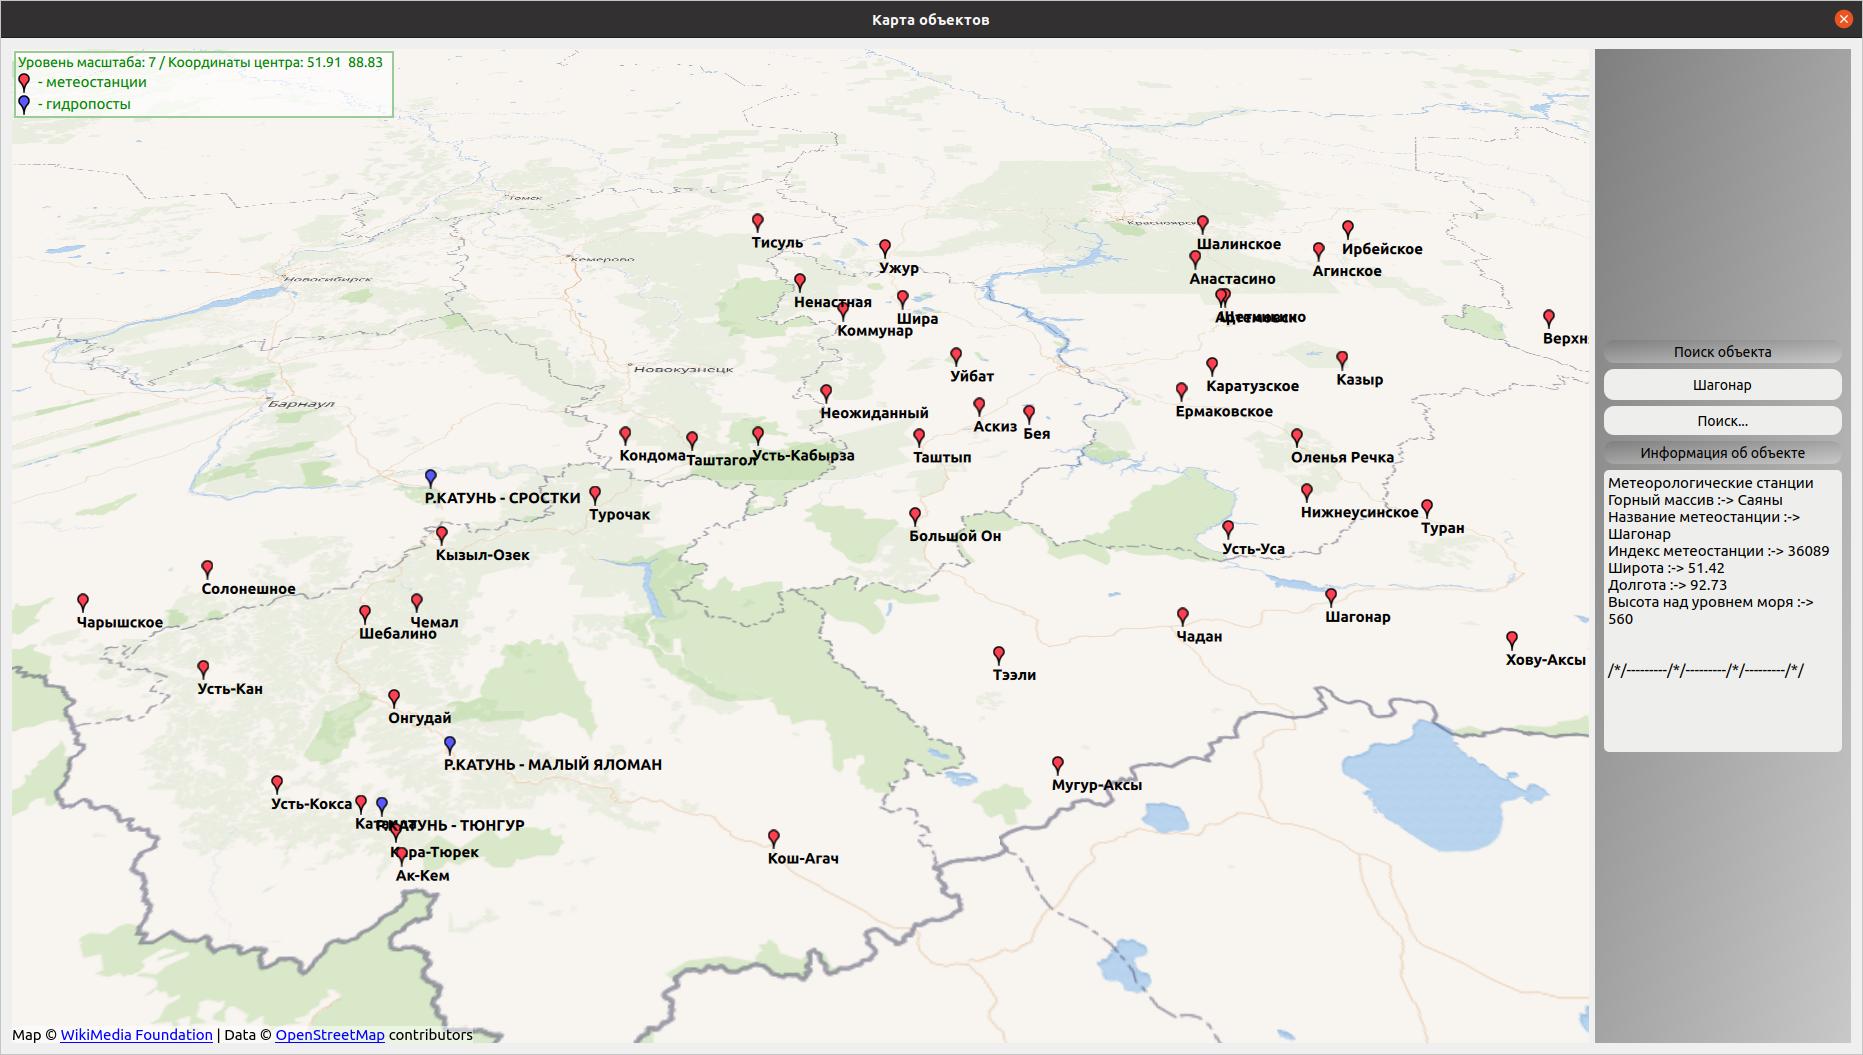 Карта объектов
Уровень масштаба: 7 / Координаты центра: 51.91 88.83
- метеостанции
- гидропосты
Томск
Красноярск
Тисуль
Шалинское
Ирбейское
Кемерово
Ужур
Агинское
Новосибирск
Анастасино
Ненастная
Шира
Коммунар
Верхн
Новокузнецк
Уйбат
Каратузское
Казыр
Барнаул
Неожиданный
Ермаковское
Аскиз
Бея
Кондома
Таштагол
Усть-Кабырза
Таштып
Оленья Речка
Р.КАТУНЬ - СРОСТКИ
Турочак
Нижнеусинское
Туран
Большой Он
Кызыл-Озек
Усть-Уса
Солонешное
Чарышское
Шебалино
Чемал
Чадан
Шагонар
Хову-Аксы
Тээли
Усть-Кан
Онгудай
Р.КАТУНЬ - МАЛЫЙ ЯЛОМАН
Мугур-Аксы
Усть-Кокса
Р.КАТУНЬ - ТЮНГУР
Кара-Тюрек
Кош-Агач
Ак-Кем
Map © WikiMedia Foundation | Data © OpenStreetMap contributors
Поиск объекта
Шагонар
Поиск...
Информация об объекте
Метеорологические станции
Горный массив :-> Саяны
Название метеостанции :->
Шагонар
Индекс метеостанции :-> 36089
Широта :-> 51.42
Долгота :-> 92.73
Высота над уровнем моря :->
560
/*/---------/*/---------/*/---------/*/